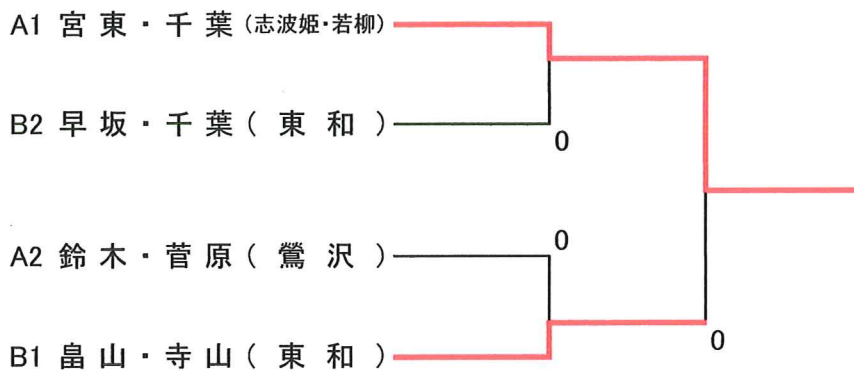 A1 宮東・千葉(志波姫・若柳)
B2 早坂・千葉(東和)
0
0
A2 鈴木・菅原(鶯沢)
0
B1 畠山・寺山(東和)